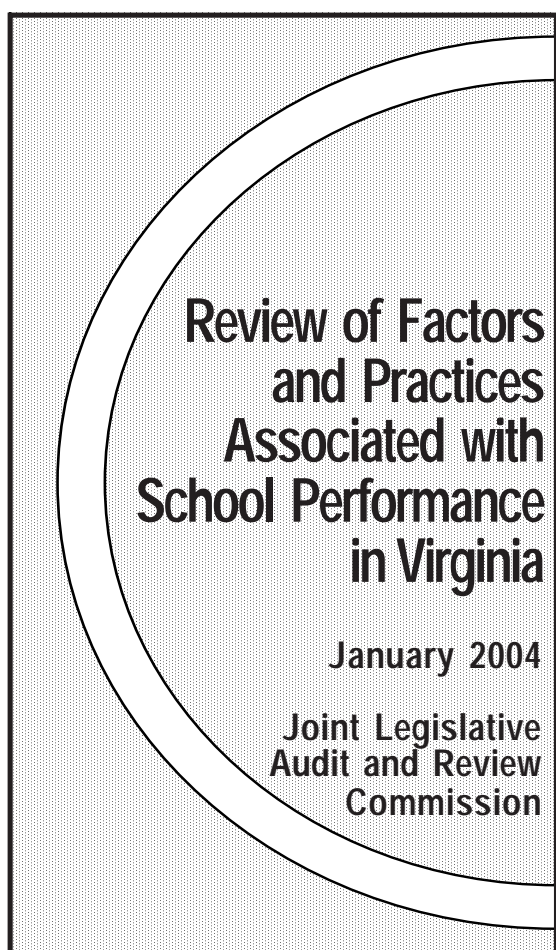 Review of Factors
and Practices
Associated with
School Performance
in Virginia
January 2004
Joint Legislative
Audit and Review
Commission